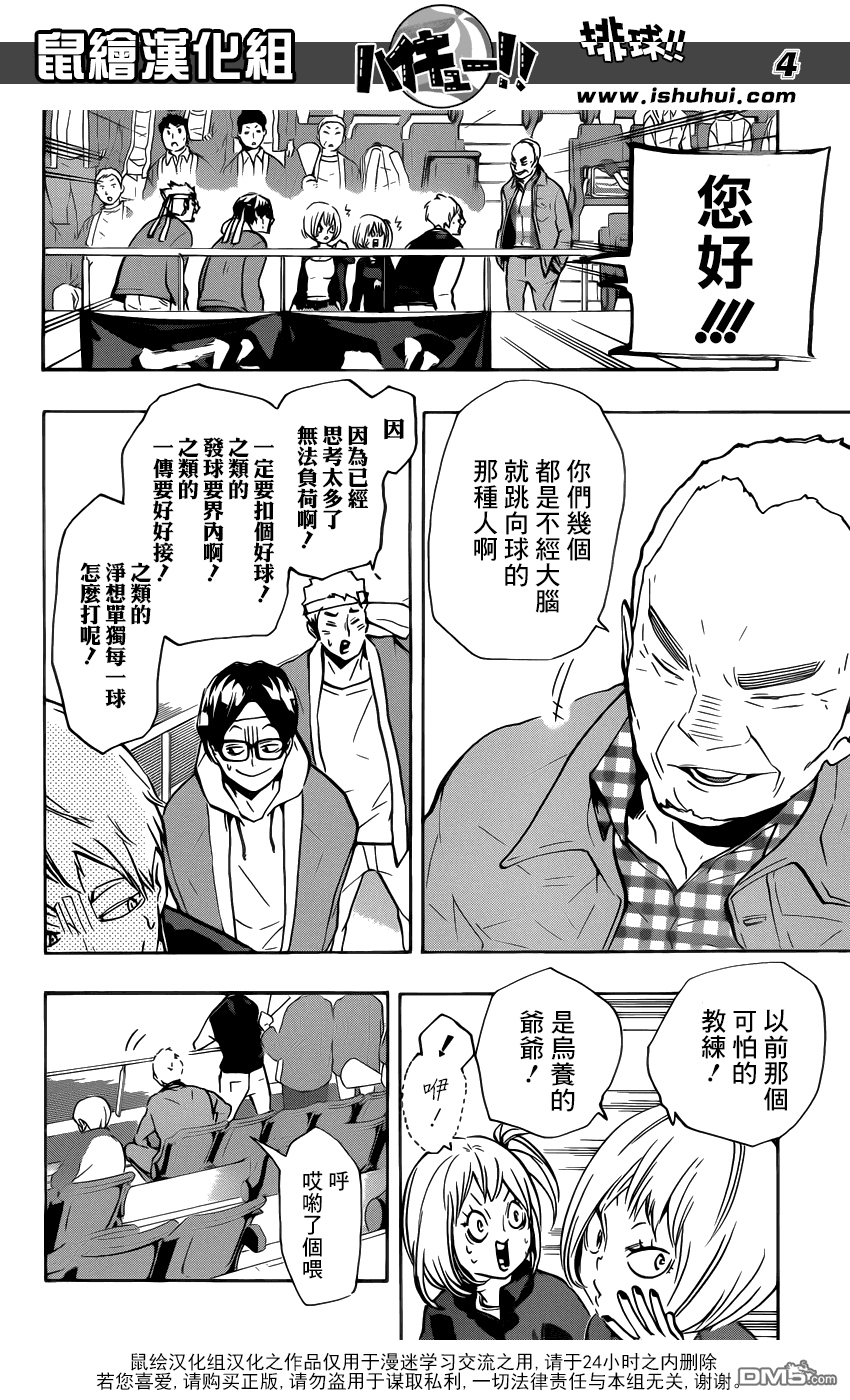 鼠繪漢化組
ハイキュー!!
排球!!
4
www.ishuhui.com
您好!!!
你們幾個
都是不經大腦
就跳向球的
那種人啊
因
因為已經
思考太多了
無法負荷啊！
一定要扣個好球！
之類的
發球要界內啊！
之類的
一傳要好好接！
之類的
淨想單獨每一球
怎麼打呢！
以前那個
可怕的
教練！
是烏養的
爺爺！
咿！
呼
哎喲了個喂
鼠绘汉化组汉化之作品仅用于漫迷学习交流之用, 请于24小时之内删除
若您喜爱, 请购买正版, 请勿盗用于谋取私利, 一切法律责任与本组无关, 谢谢。
DM5.com